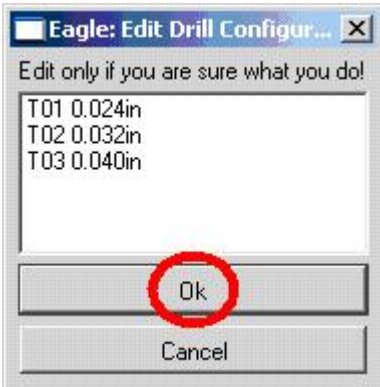 Eagle: Edit Drill Configur...
Edit only if you are sure what you do!
T01 0.024in
T02 0.032in
T03 0.040in
Ok
Cancel